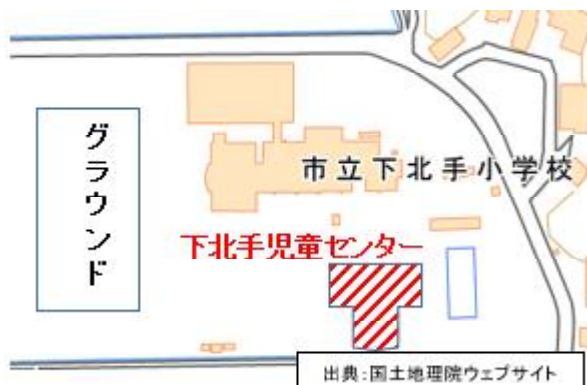 グラウンド
市立下北手小学校
下北手児童センター
出典:国土地理院ウェブサイト